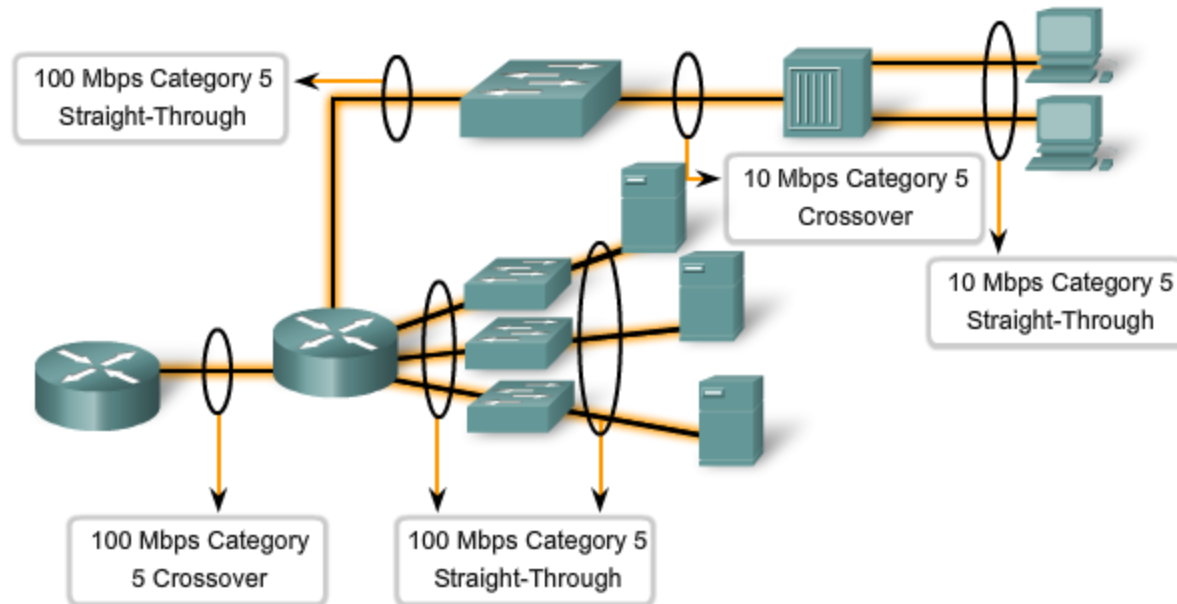 100 Mbps Category 5
Straight-Through
10 Mbps Category 5
Crossover
10 Mbps Category 5
Straight-Through
100 Mbps Category
5 Crossover
100 Mbps Category 5
Straight-Through